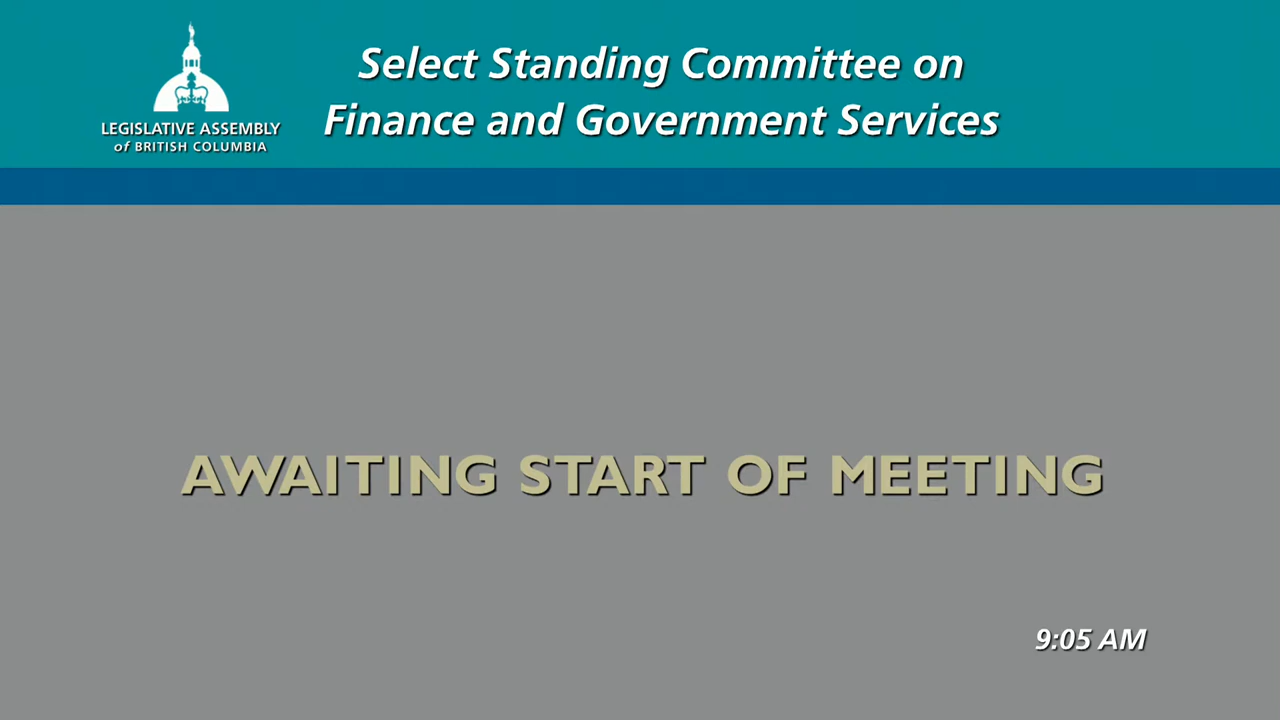 Select Standing Committee on
Finance and Government Services
LEGISLATIVE ASSEMBLY
of BRITISH COLUMBIA
AWAITING START OF MEETING
9:05 AM